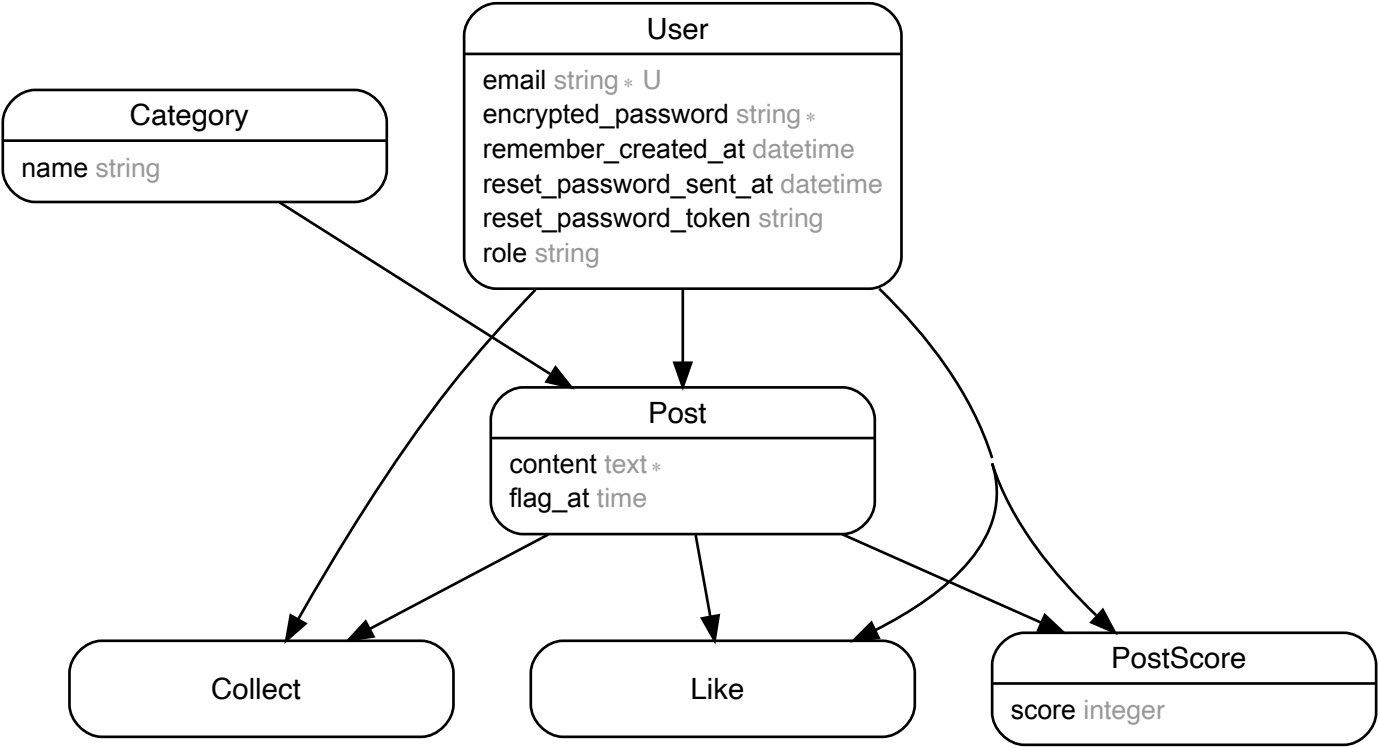 User
email string * U
encrypted_password string *
remember_created_at datetime
reset_password_sent_at datetime
reset_password_token string
role string
Category
name string
Post
content text *
flag_at time
Collect
Like
PostScore
score integer